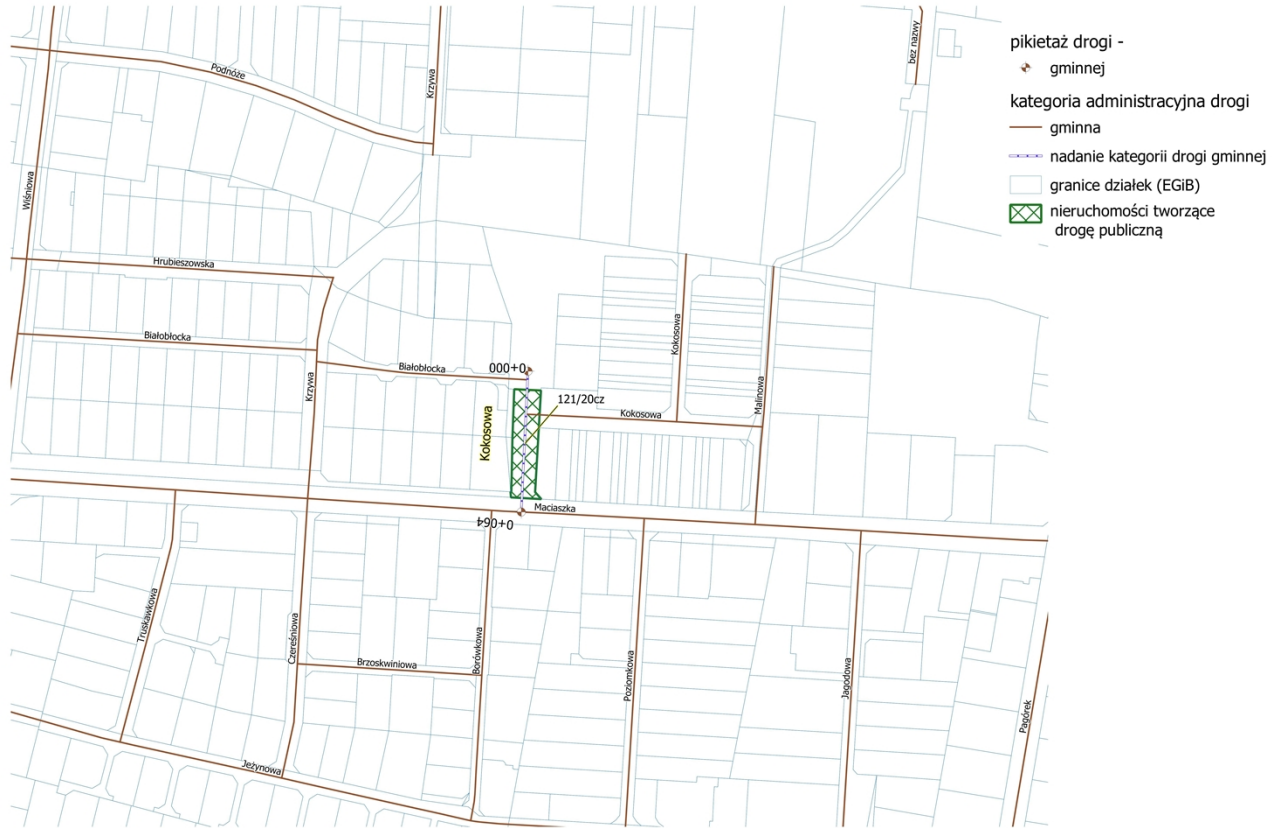 pikietaż drogi -
gminnej
kategoria administracyjna drogi
gminna
nadanie kategorii drogi gminnej
granice działek (EGiB)
nieruchomości tworzące
drogę publiczną
bez nazwy
Podnóże
Krzywa
Wiśniowa
Hrubieszowska
Białobłocka
Białobłocka
Krzywa
0+000
121/20cz
Kokosowa
Kokosowa
Kokosowa
Malinowa
0+064
Maciaszka
Truskawkowa
Czereśniowa
Brzoskwiniowa
Borówkowa
Poziomkowa
Jagodowa
Pagórek
Jeżynowa